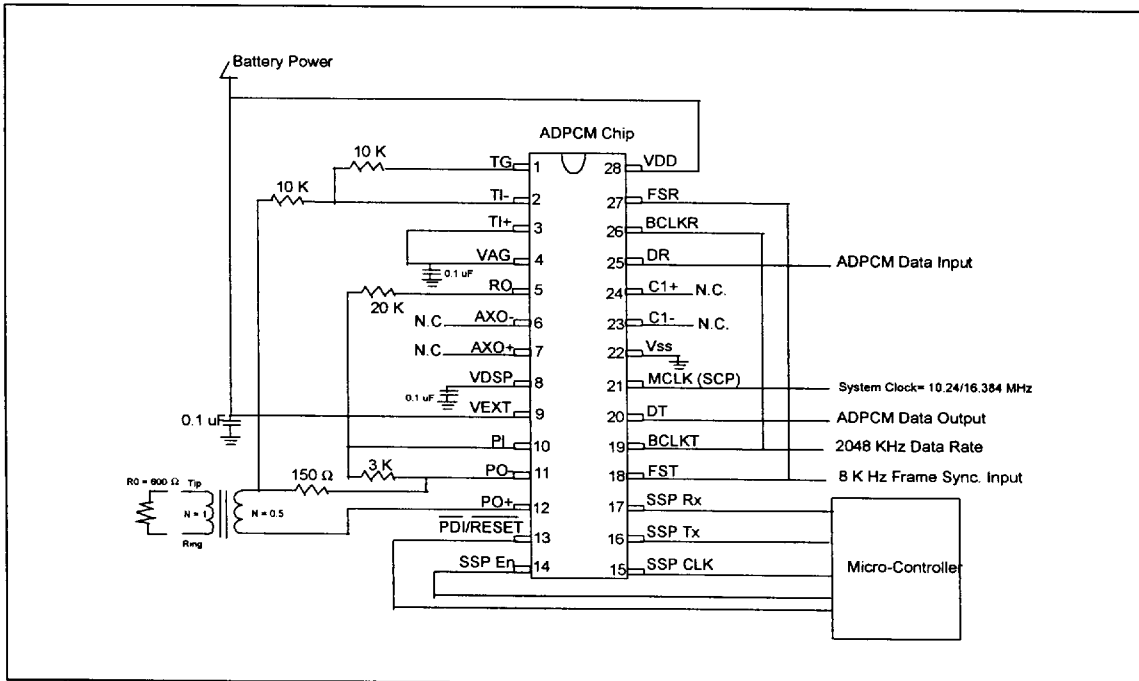 Battery Power
ADPCM Chip
10 K
TG
1
28
VDD
10 K
TI-
2
27
FSR
TI+
3
26
BCLKR
VAG
4
25
DR
ADPCM Data Input
0.1 uF
RO
5
24
C1+
N.C.
20 K
N.C
AXO-
6
23
C1-
N.C.
N.C
AXO+
7
22
Vss
VDSP
8
21
MCLK (SCP)
System Clock= 10.24/16.384 MHz
0.1 uF
VEXT
9
20
DT
ADPCM Data Output
0.1 uF
PI
10
19
BCLKT
2048 KHz Data Rate
3 K
PO-
11
18
FST
8 K Hz Frame Sync. Input
150 Ω
R0 = 600 Ω
Tip
N = 1
N = 0.5
Ring
PO+
12
17
SSP Rx
PDI/RESET
13
16
SSP Tx
SSP En
14
15
SSP CLK
Micro-Controller